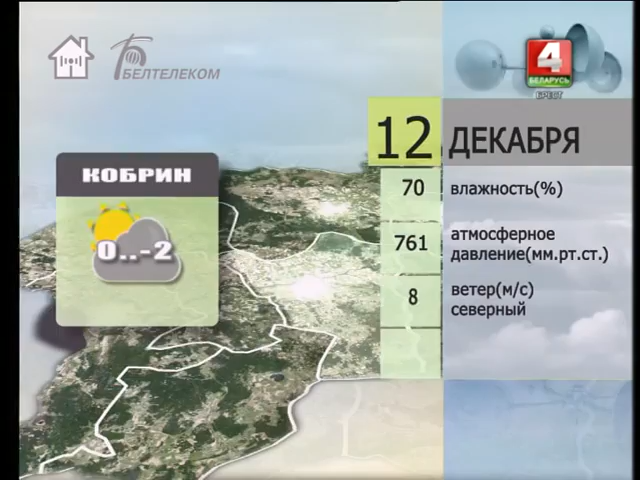 БЕЛТЕЛЕКОМ
4
БЕЛАРУСЬ
БРЕСТ
12 ДЕКАБРЯ
КОБРИН
0..-2
70 влажность(%)
761 атмосферное
давление(мм.рт.ст.)
8 ветер(м/с)
северный